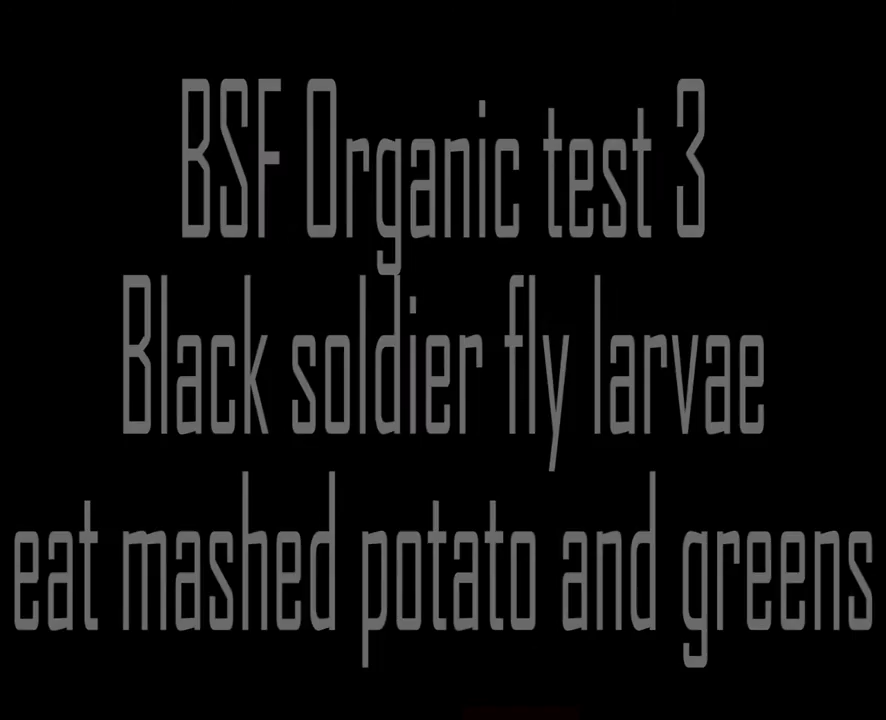 BSF Organic test 3
Black soldier fly larvae
eat mashed potato and greens